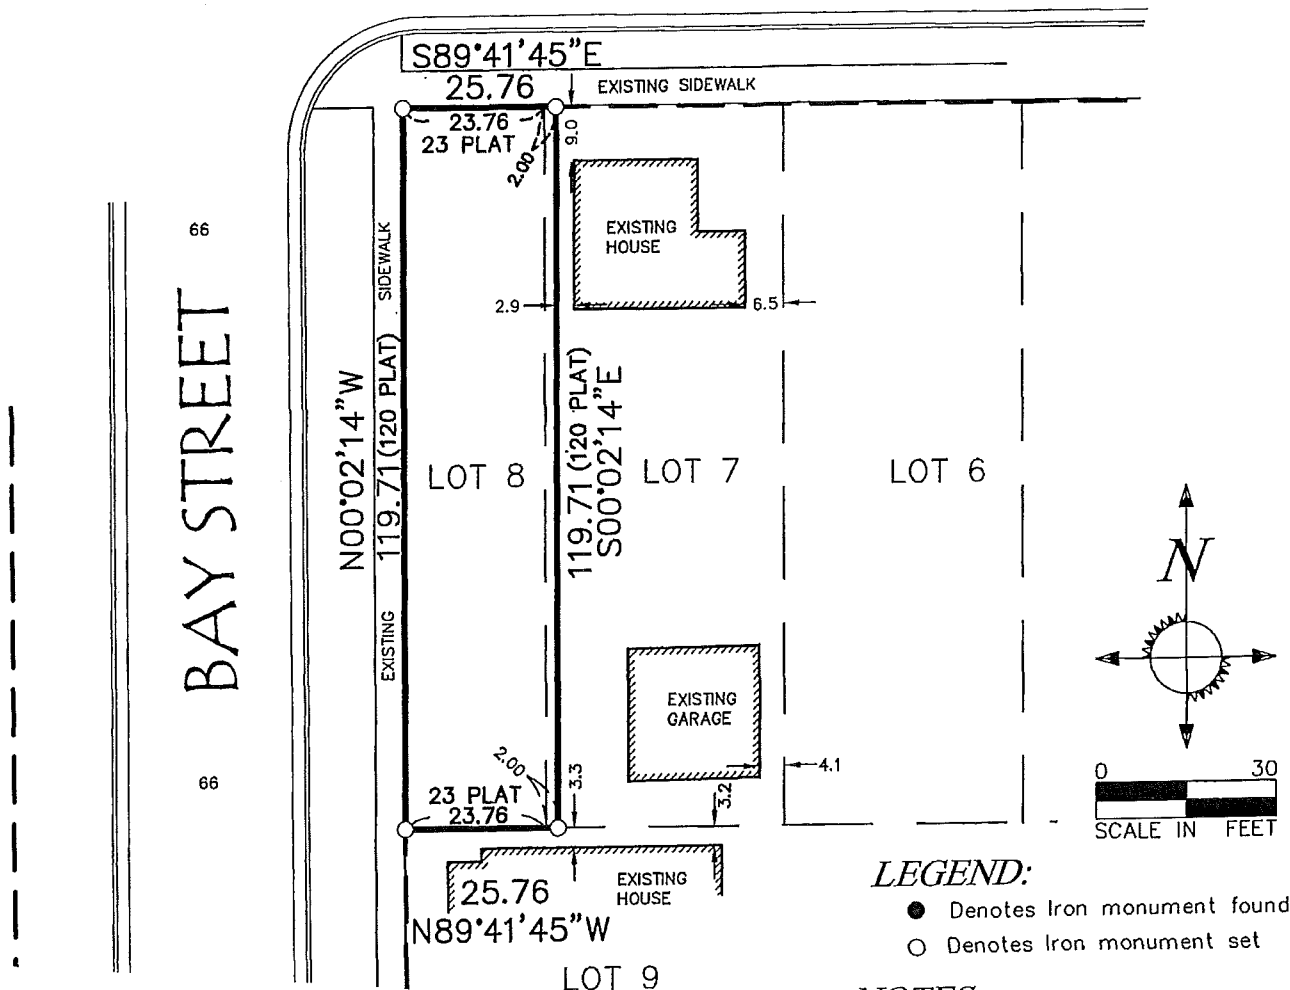 S89°41'45"E
25.76
EXISTING SIDEWALK
23.76
23 PLAT
2.00
9.0
66
SIDEWALK
EXISTING
HOUSE
2.9
6.5
BAY STREET
N00°02'14"W
119.71 (120 PLAT)
119.71 (120 PLAT)
S00°02'14"E
LOT 8
LOT 7
LOT 6
N
EXISTING
EXISTING
GARAGE
2.00
3.3
3.2
4.1
66
23 PLAT
23.76
0 30
SCALE IN FEET
EXISTING
HOUSE
25.76
N89°41'45"W
LOT 9
LEGEND:
Denotes Iron monument found
Denotes Iron monument set
NOTES